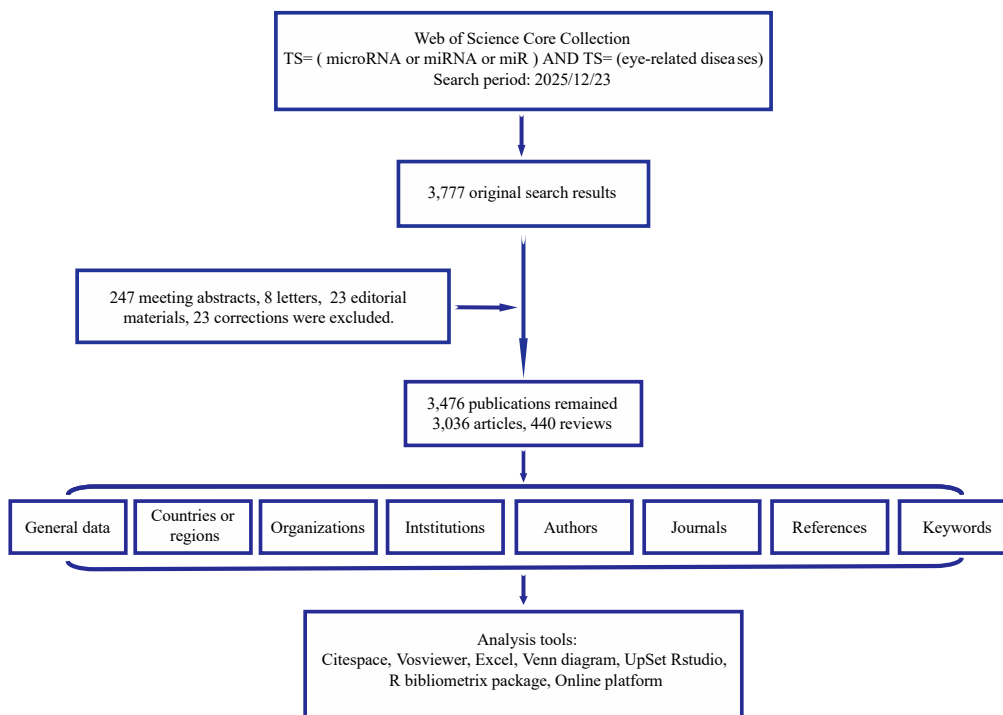 Web of Science Core Collection
TS= ( microRNA or miRNA or miR ) AND TS= (eye-related diseases)
Search period: 2025/12/23
3,777 original search results
247 meeting abstracts, 8 letters, 23 editorial
materials, 23 corrections were excluded.
3,476 publications remained
3,036 articles, 440 reviews
General data
Countries or
regions
Organizations
Intstitutions
Authors
Journals
References
Keywords
Analysis tools:
Citespace, Vosviewer, Excel, Venn diagram, UpSet Rstudio,
R bibliometrix package, Online platform